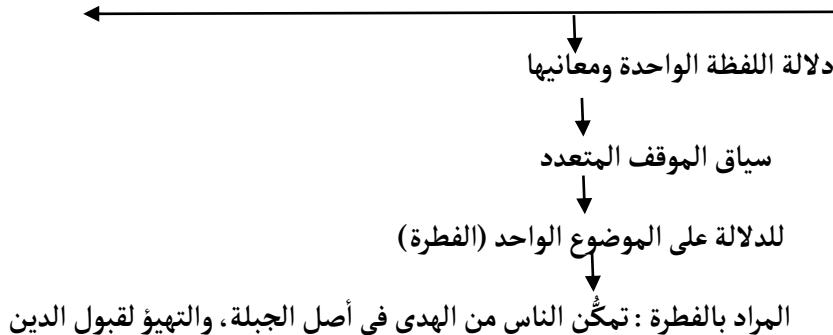 دلالة اللفظة الواحدة ومعانيها
سياق الموقف المتعدد
للدلالة على الموضوع الواحد (الفطرة)
المراد بالفطرة : تمكُّن الناس من الهدى في أصل الجبلة، والتهيؤ لقبول الدين